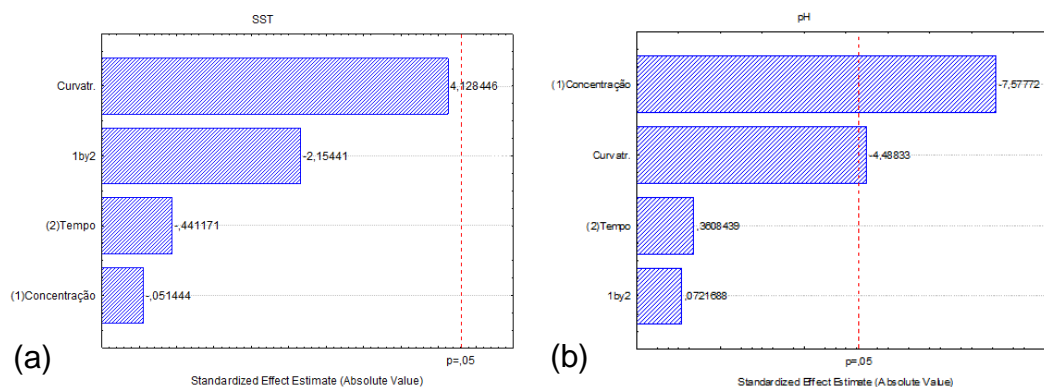 SST
Curvatr.
4,128446
1by2
-2,15441
(2)Tempo
-,441171
(1)Concentração
-,051444
p=,05
Standardized Effect Estimate (Absolute Value)
(a)
pH
(1)Concentração
-7,57772
Curvatr.
-4,48833
(2)Tempo
,3608439
1by2
,0721688
p=,05
Standardized Effect Estimate (Absolute Value)
(b)